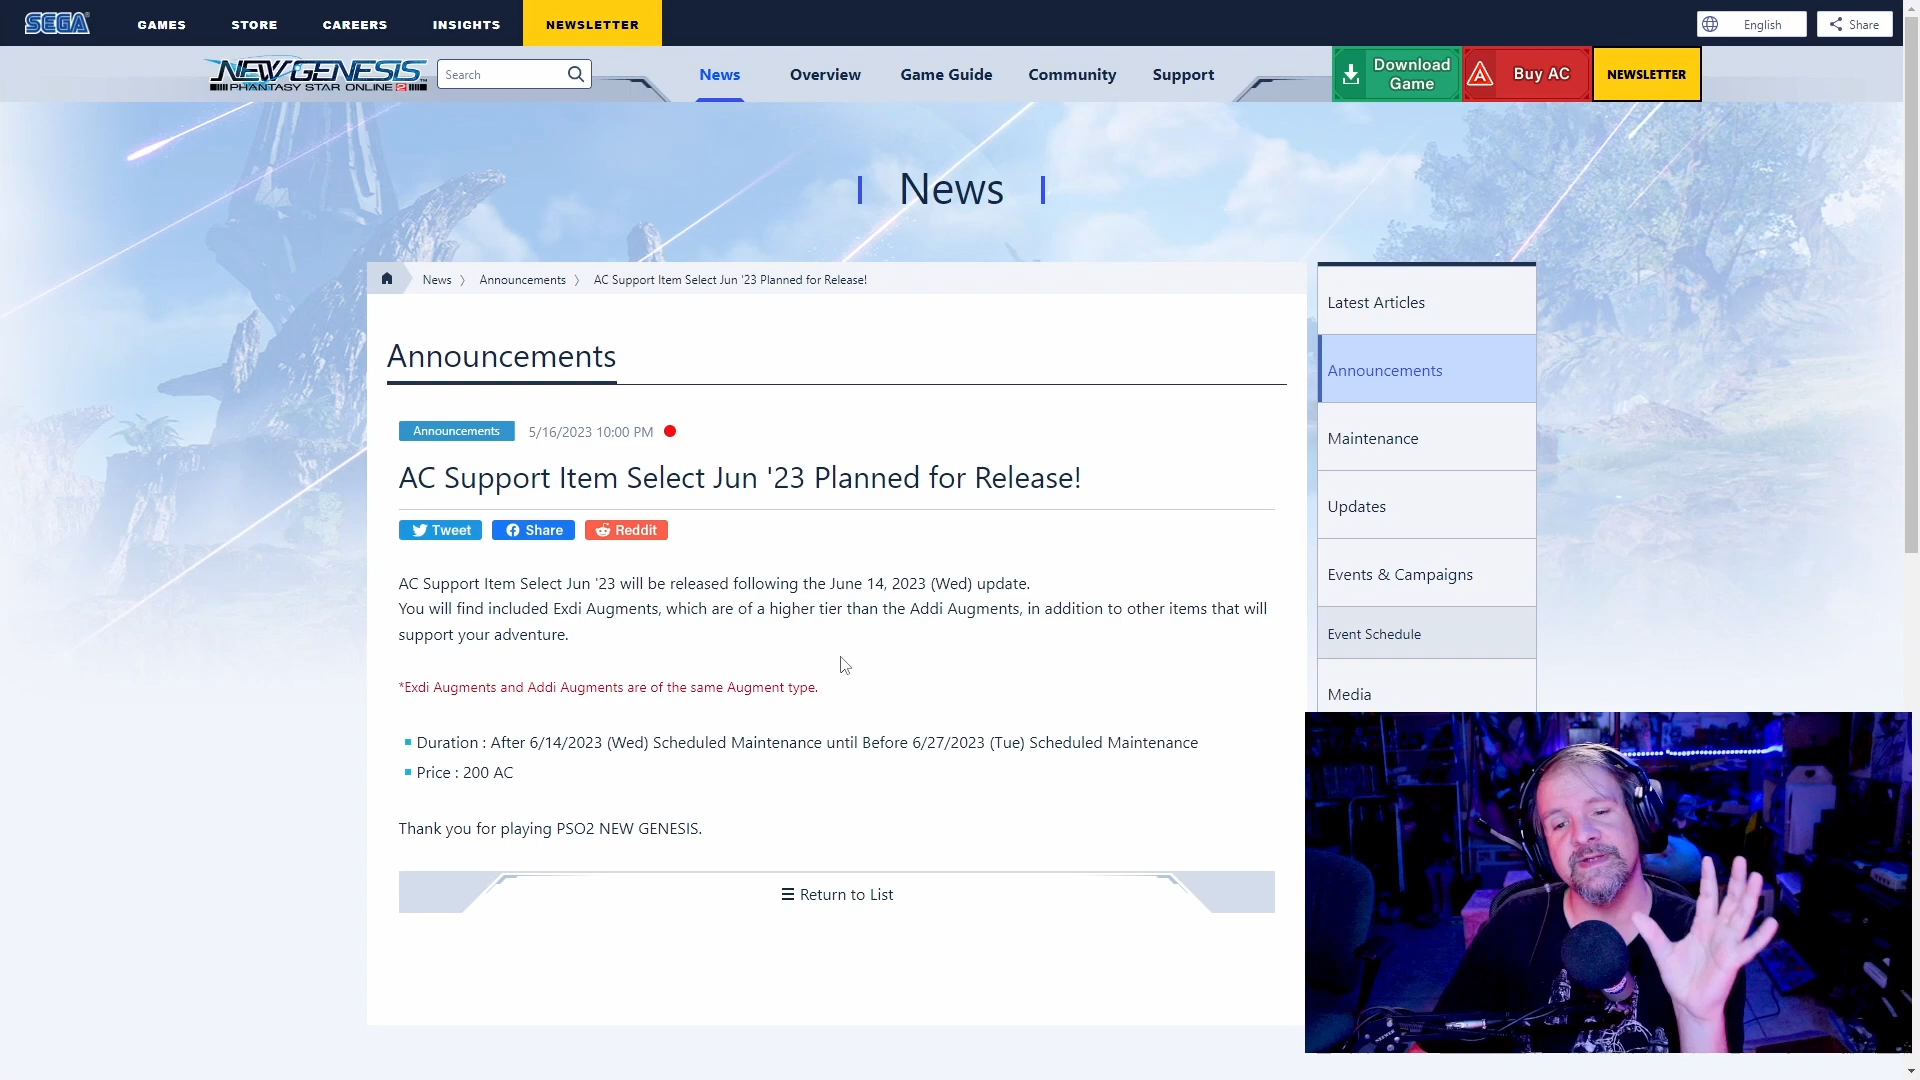 SEGA
GAMES
STORE
CAREERS
INSIGHTS
NEWSLETTER
English
Share
NEW GENESIS
PHANTASY STAR ONLINE 2
Search
News
Overview
Game Guide
Community
Support
Download
Game
Buy AC
NEWSLETTER
News
News 〉 Announcements 〉 AC Support Item Select Jun '23 Planned for Release!
Announcements
Announcements 5/16/2023 10:00 PM
AC Support Item Select Jun '23 Planned for Release!
Tweet
Share
Reddit
AC Support Item Select Jun '23 will be released following the June 14, 2023 (Wed) update.
You will find included Exdi Augments, which are of a higher tier than the Addi Augments, in addition to other items that will
support your adventure.
*Exdi Augments and Addi Augments are of the same Augment type.
Duration : After 6/14/2023 (Wed) Scheduled Maintenance until Before 6/27/2023 (Tue) Scheduled Maintenance
Price : 200 AC
Thank you for playing PSO2 NEW GENESIS.
Return to List
Latest Articles
Announcements
Maintenance
Updates
Events & Campaigns
Event Schedule
Media